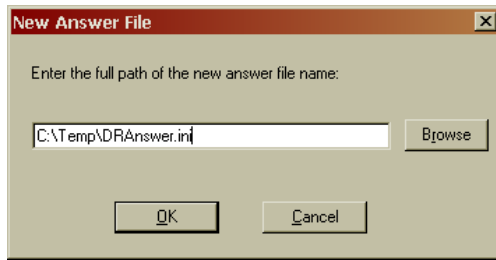 New Answer File
Enter the full path of the new answer file name:
C:\Temp\DRAnswer.ini
Browse
OK
Cancel